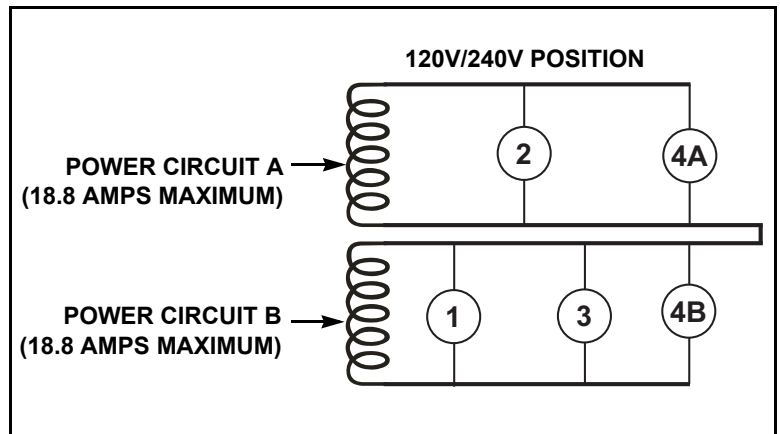 120V/240V POSITION
2
4A
POWER CIRCUIT A
(18.8 AMPS MAXIMUM)
1
3
4B
POWER CIRCUIT B
(18.8 AMPS MAXIMUM)